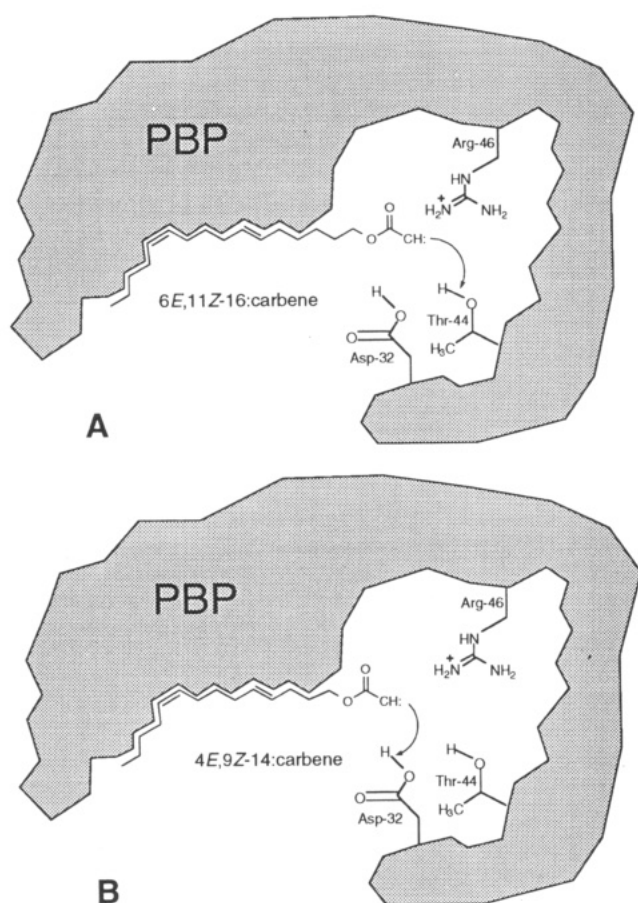 PBP
Arg-46
HN
+
H₂N NH₂
O
O CH:
6E,11Z-16:carbene
H H
O O
O Thr-44
H₃C
Asp-32
A
PBP
Arg-46
HN
+
H₂N NH₂
O
O CH:
4E,9Z-14:carbene
H H
O O
O Thr-44
H₃C
Asp-32
B